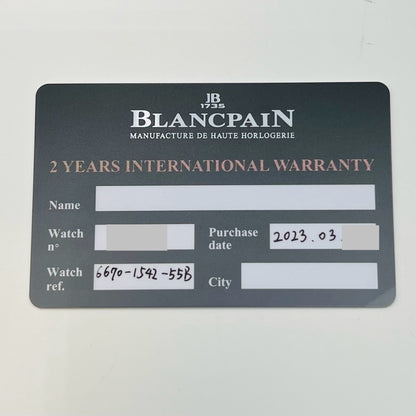 JB
1735
BLANCPAIN
MANUFACTURE DE HAUTE HORLOGERIE
2 YEARS INTERNATIONAL WARRANTY
Name
Watch n°
Purchase date 2023.03.
Watch ref. 6670-1542-55B
City